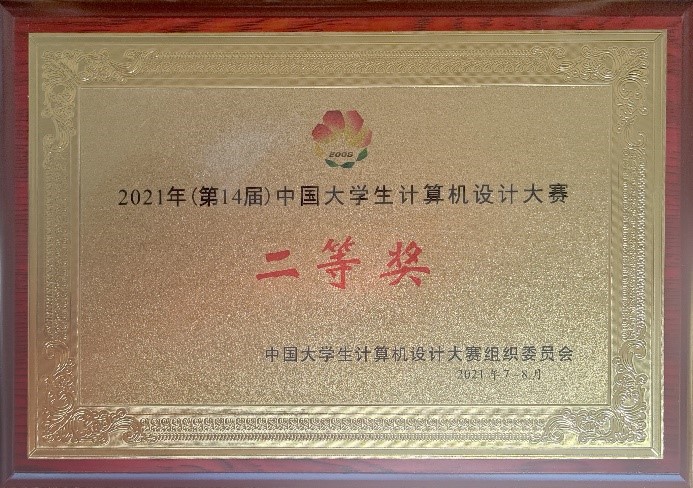 2008
2021年(第14届)中国大学生计算机设计大赛
二等奖
中国大学生计算机设计大赛组织委员会
2021年7-8月